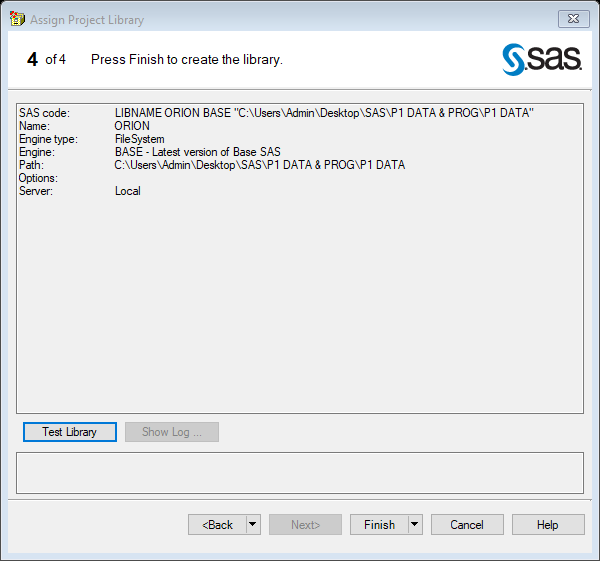 Assign Project Library
4 of 4 Press Finish to create the library.
sas
SAS code: LIBNAME ORION BASE "C:\Users\Admin\Desktop\SAS\P1 DATA & PROG\P1 DATA"
Name: ORION
Engine type: FileSystem
Engine: BASE - Latest version of Base SAS
Path: C:\Users\Admin\Desktop\SAS\P1 DATA & PROG\P1 DATA
Options:
Server: Local
Test Library Show Log ...
<Back Next> Finish Cancel Help